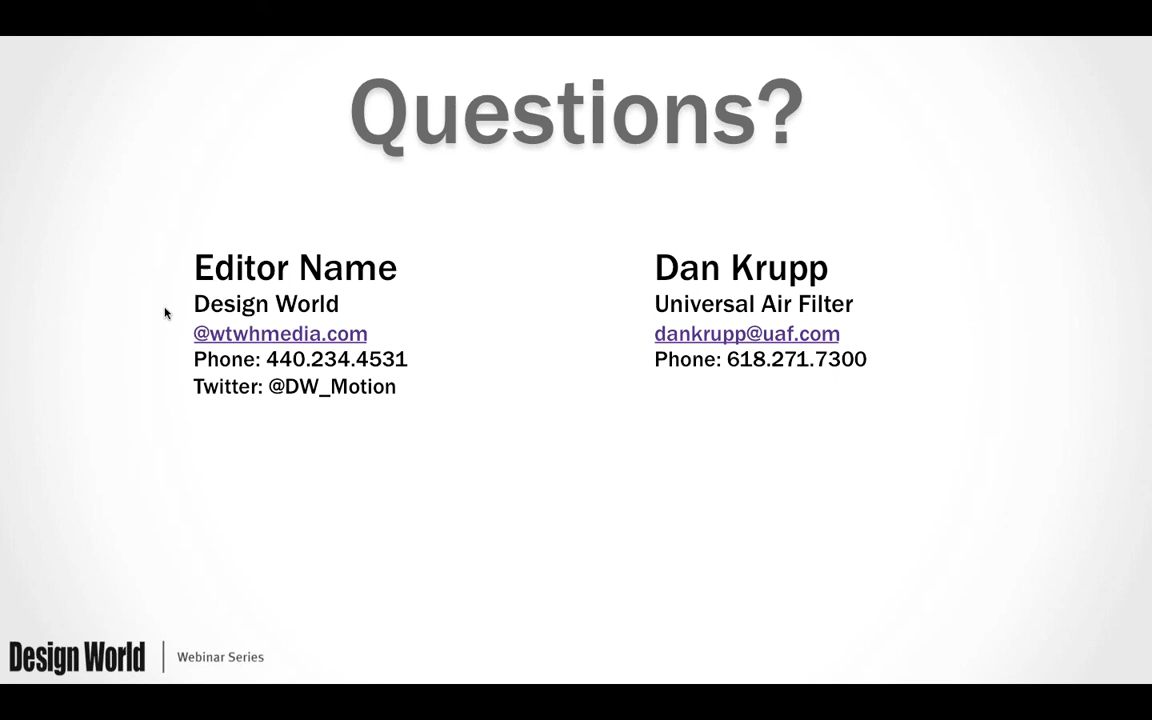 Questions?
Editor Name
Design World
@wtwhmedia.com
Phone: 440.234.4531
Twitter: @DW_Motion
Dan Krupp
Universal Air Filter
dankrupp@uaf.com
Phone: 618.271.7300
Design World | Webinar Series